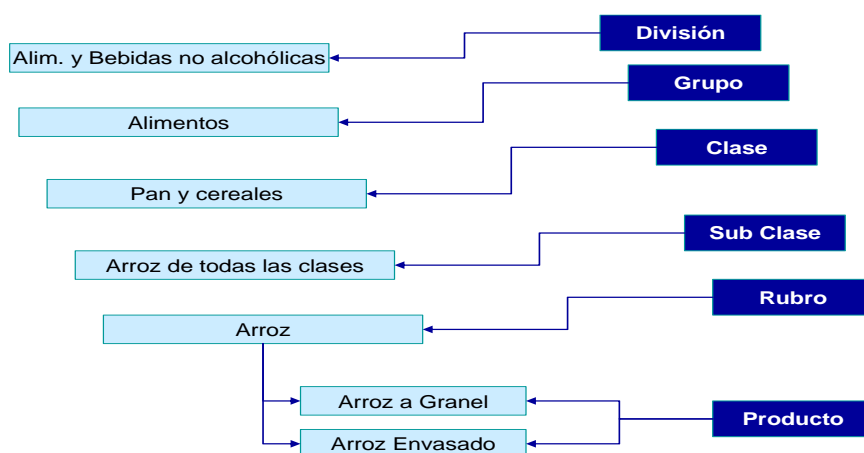 División
Alim. y Bebidas no alcohólicas
Grupo
Alimentos
Clase
Pan y cereales
Sub Clase
Arroz de todas las clases
Rubro
Arroz
Arroz a Granel
Producto
Arroz Envasado